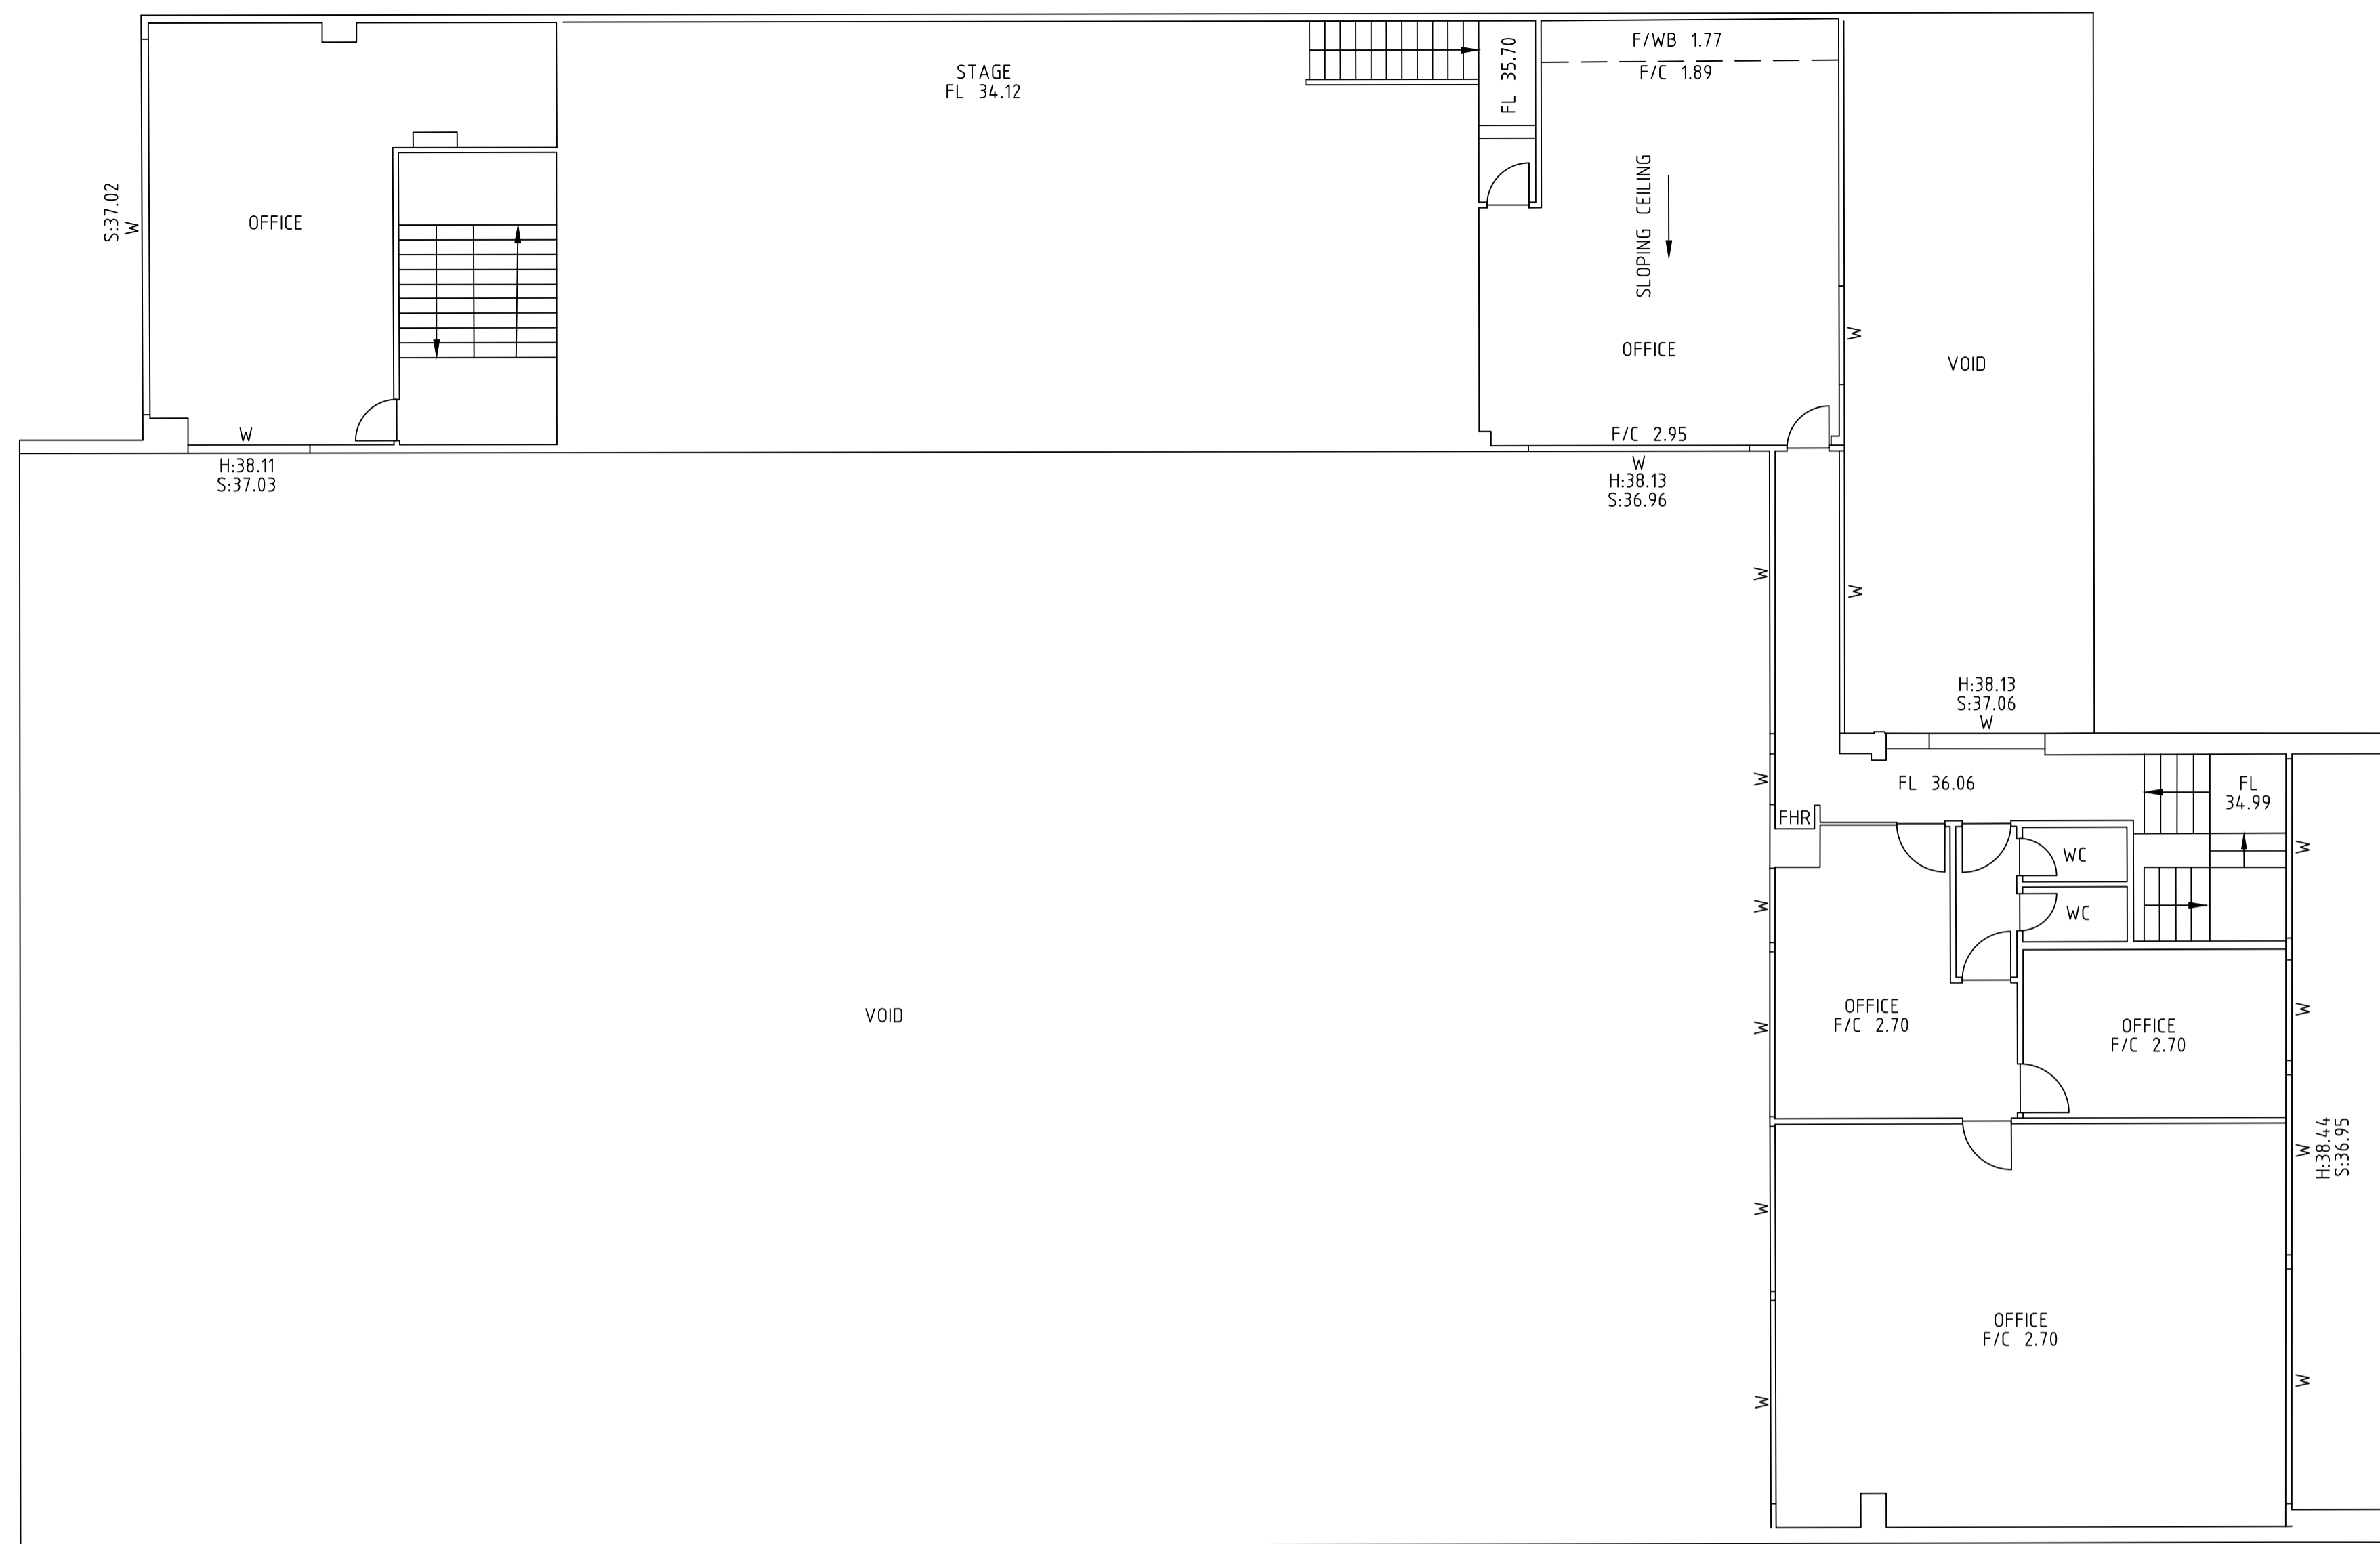 F/WB 1.77
F/C 1.89
STAGE
FL 34.12
FL 35.70
SLOPING CEILING
S:37.02
W
OFFICE
W
OFFICE
VOID
W
H:38.11
S:37.03
F/C 2.95
W
H:38.13
S:36.96
W
W
H:38.13
S:37.06
W
W
FL 36.06
FL
34.99
FHR
W
WC
W
WC
VOID
W
OFFICE
F/C 2.70
OFFICE
F/C 2.70
W
W
H:38.44
S:36.95
W
OFFICE
F/C 2.70
W
W